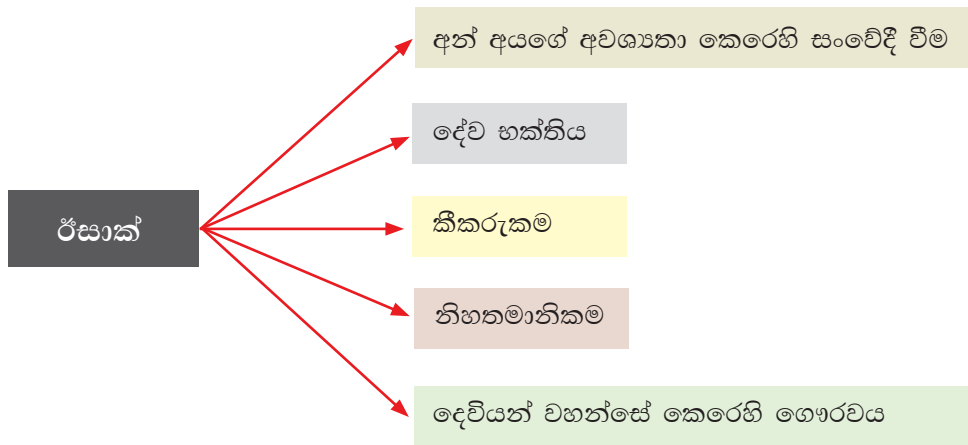 අන් අයගේ අවශ්‍යතා කෙරෙහි සංවේදී වීම
දේව භක්තිය
ඊසාක්
කීකරුකම
නිහතමානිකම
දෙවියන් වහන්සේ කෙරෙහි ගෞරවය